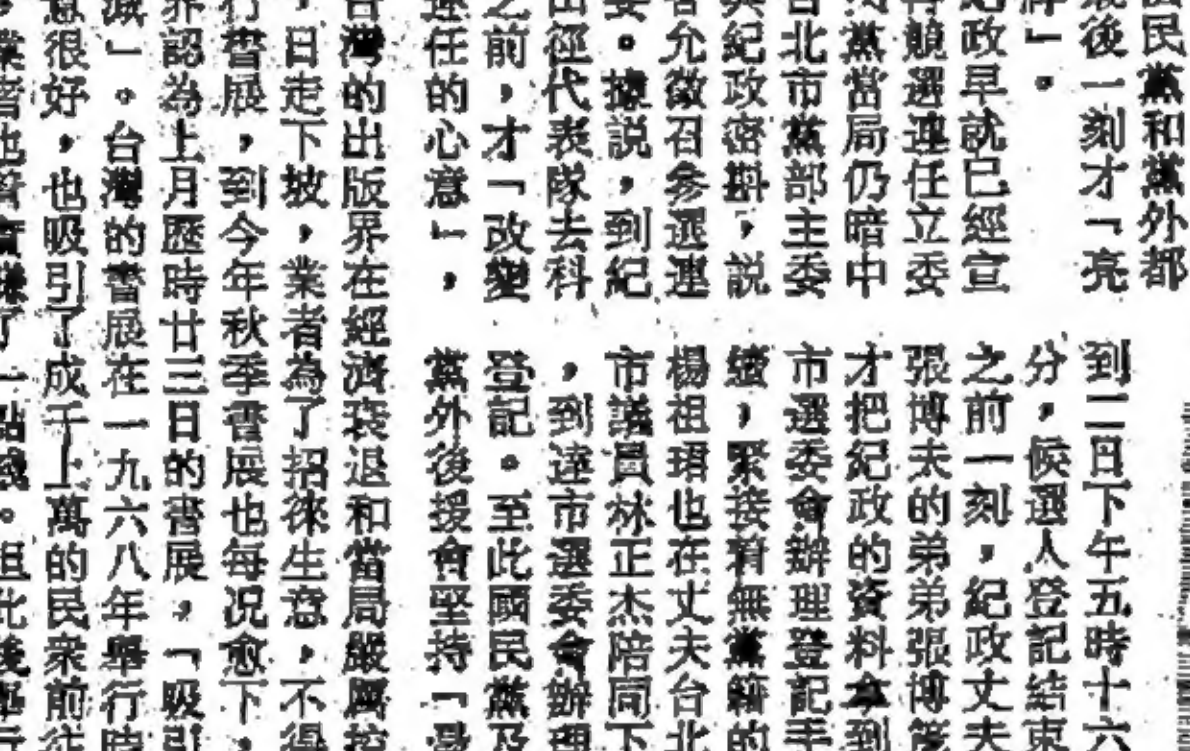 民黨和黨外都
最後一刻才「亮
」。
紀政早就已經宣
競選連任立委
黨當局仍暗中
台北市黨部主委
與紀政密斟，說
允徵召參選連
委。據說，到紀
田徑代表隊去科
之前，才「改變
連任的心意」，
到二日下午五時十六
分，候選人登記結束
之前一刻，紀政丈夫
張博夫的弟弟張博
才把紀政的資料拿到
市選委會辦理登記手
續，緊接着無黨籍的
楊祖珺也在丈夫台北
市議員林正杰陪同下
，到達市選委會辦理
登記。至此國民黨及
黨外後援會堅持「
台灣的出版界在經濟衰退和當局嚴厲控
，日走下坡，業者為了招徠生意，不得
行書展，到今年秋季書展也每况愈下，
界認為上月歷時廿三日的書展，「吸引
減」。台灣的書展在一九六八年舉行時
意很好，也吸引了成千上萬的民衆前往
業者也着實賺了一點錢。但此後舉行